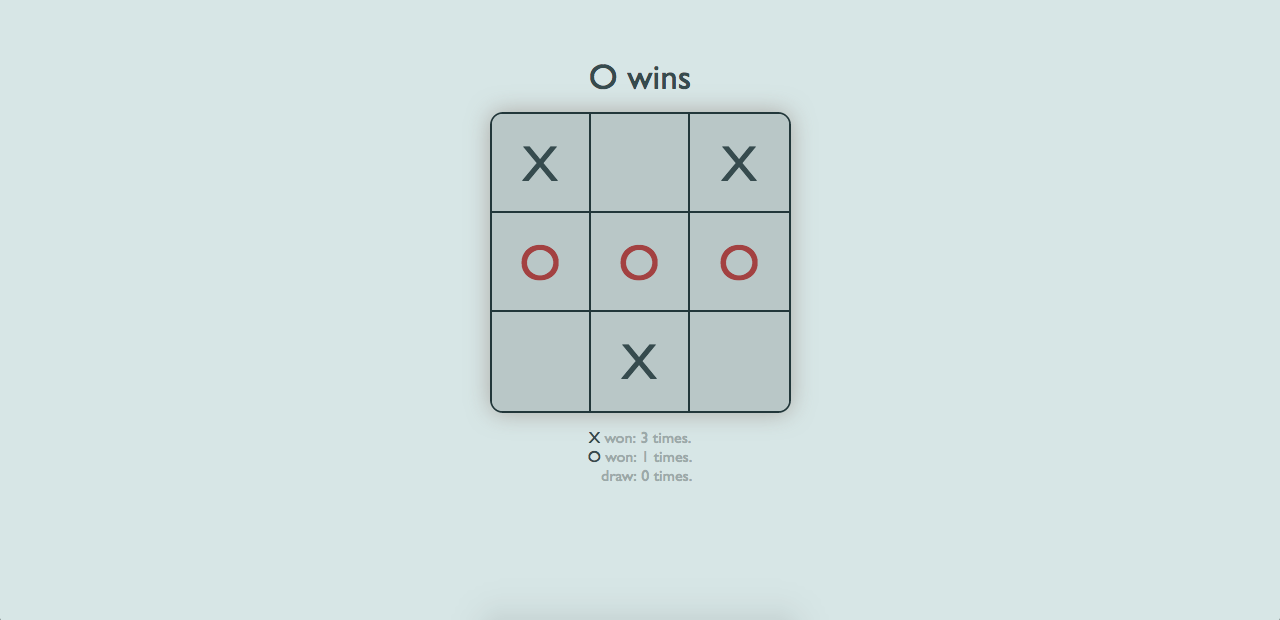 O wins
X X
O O O
X
X won: 3 times.
O won: 1 times.
draw: 0 times.